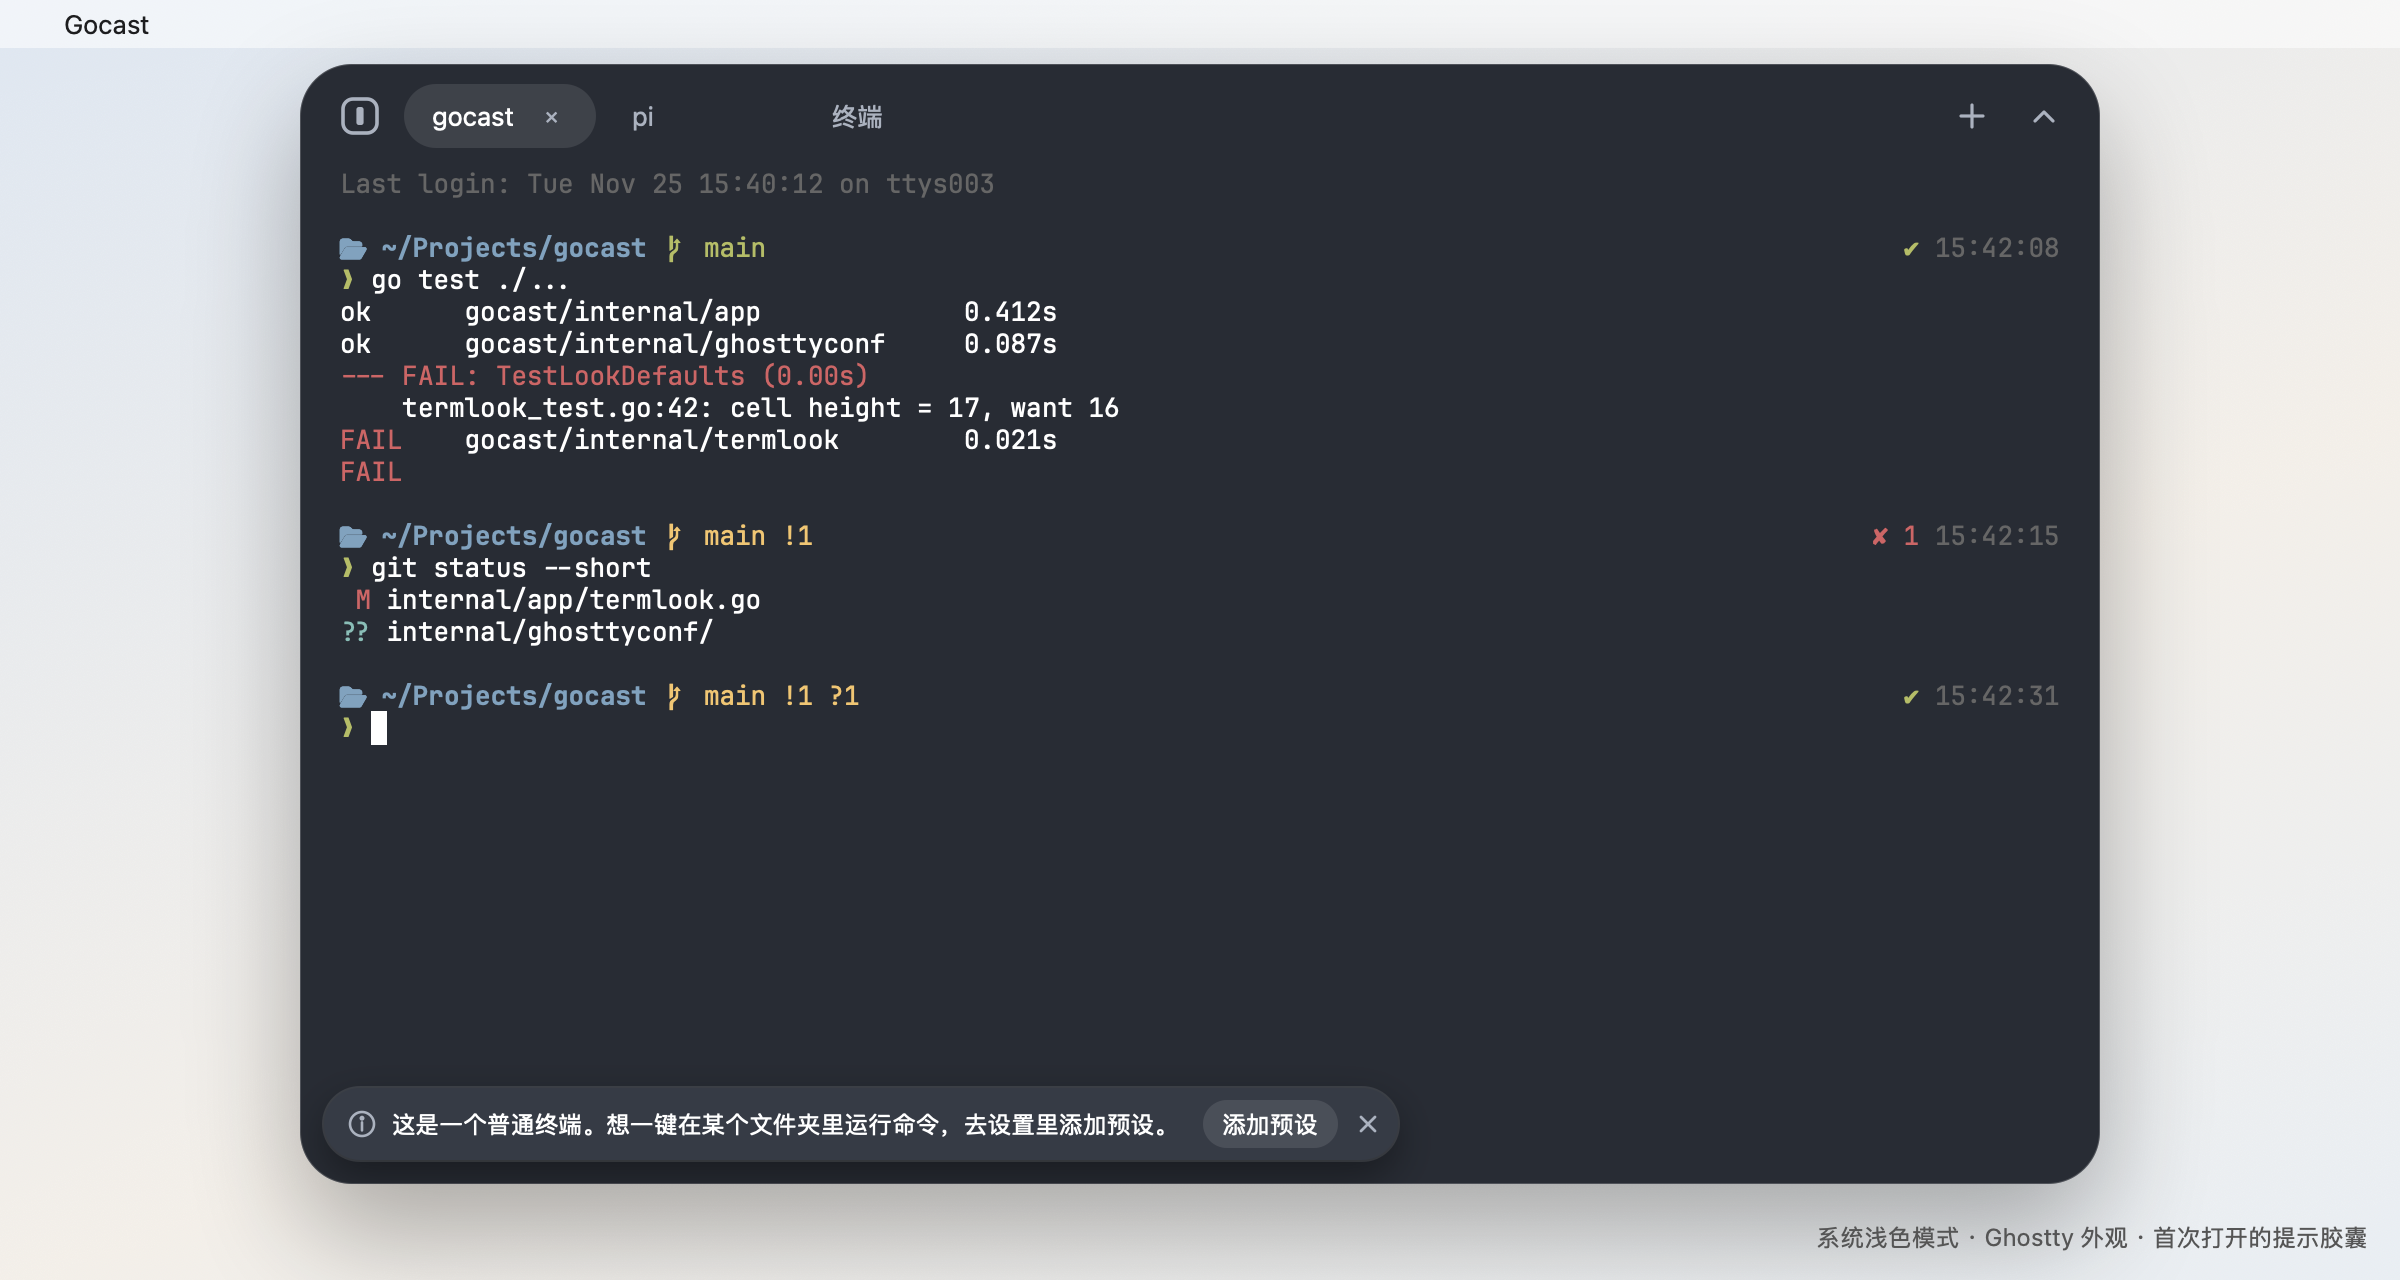 Gocast
gocast × pi 终端
Last login: Tue Nov 25 15:40:12 on ttys003
~/Projects/gocast main ✔ 15:42:08
❱ go test ./...
ok gocast/internal/app 0.412s
ok gocast/internal/ghosttyconf 0.087s
--- FAIL: TestLookDefaults (0.00s)
termlook_test.go:42: cell height = 17, want 16
FAIL gocast/internal/termlook 0.021s
FAIL
~/Projects/gocast main !1 ✘ 1 15:42:15
❱ git status --short
M internal/app/termlook.go
?? internal/ghosttyconf/
~/Projects/gocast main !1 ?1 ✔ 15:42:31
❱
这是一个普通终端。想一键在某个文件夹里运行命令，去设置里添加预设。 添加预设
系统浅色模式 · Ghostty 外观 · 首次打开的提示胶囊